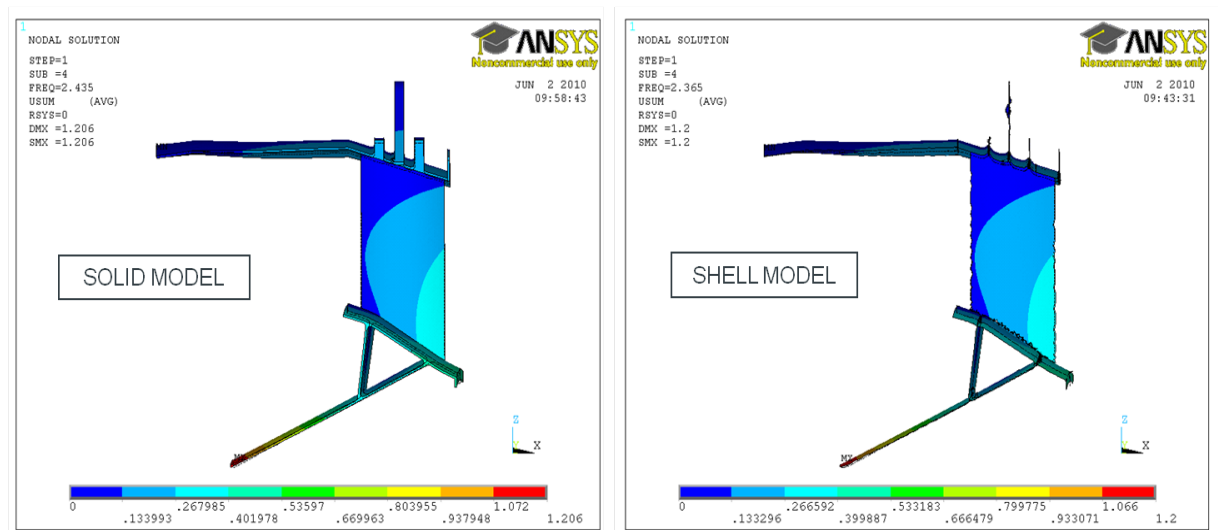 1
NODAL SOLUTION
STEP=1
SUB =4
FREQ=2.435
USUM (AVG)
RSYS=0
DMX =1.206
SMX =1.206
ANSYS
Noncommercial use only
JUN 2 2010
09:58:43
SOLID MODEL
MX
Z
Y
X
0 .267985 .53597 .803955 1.072
.133993 .401978 .669963 .937948 1.206
1
NODAL SOLUTION
STEP=1
SUB =4
FREQ=2.365
USUM (AVG)
RSYS=0
DMX =1.2
SMX =1.2
ANSYS
Noncommercial use only
JUN 2 2010
09:43:31
SHELL MODEL
MX
Z
Y
X
0 .266592 .533183 .799775 1.066
.133296 .399887 .666479 .933071 1.2